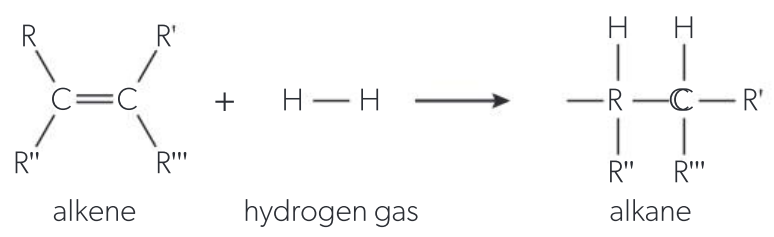 H H
R R'
C=C + H—H → —R—C—R'
R" R''' R" R'''
alkene hydrogen gas alkane